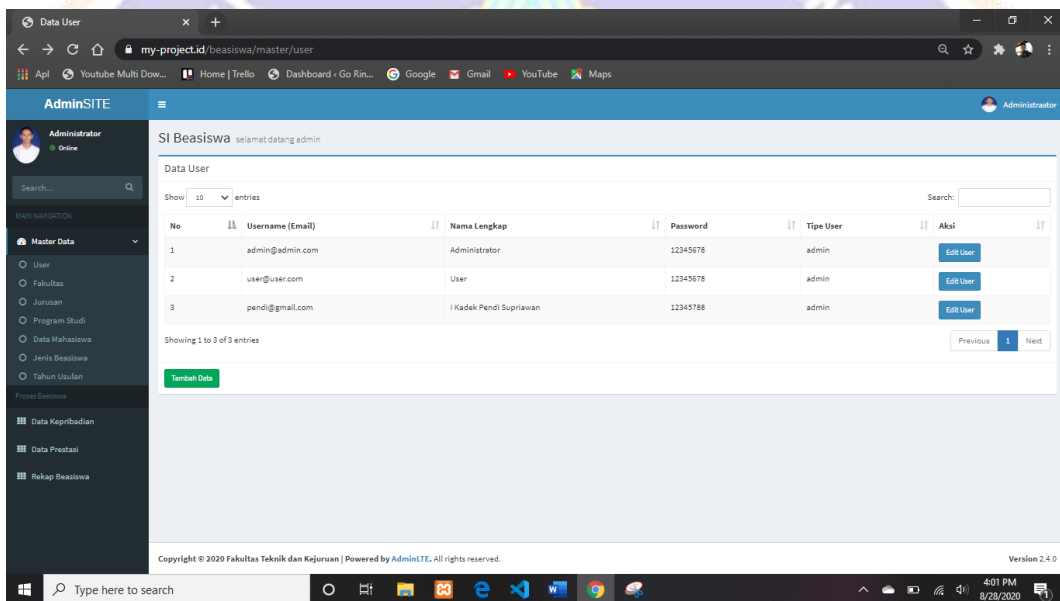 Data User
my-project.id/beasiswa/master/user
Apl Youtube Multi Dow... Home | Trello Dashboard ‹ Go Rin... Google Gmail YouTube Maps
AdminSITE
Administrastor
Administrator
Online
Search...
MAIN NAVIGATION
Master Data
User
Fakultas
Jurusan
Program Studi
Data Mahasiswa
Jenis Beasiswa
Tahun Usulan
Proses Beasiswa
Data Kepribadian
Data Prestasi
Rekap Beasiswa
SI Beasiswa selamat datang admin
Data User
Show 10 entries Search:
No Username (Email) Nama Lengkap Password Tipe User Aksi
1 admin@admin.com Administrator 12345678 admin Edit User
2 user@user.com User 12345678 admin Edit User
3 pendi@gmail.com I Kadek Pendi Supriawan 12345788 admin Edit User
Showing 1 to 3 of 3 entries Previous 1 Next
Tambah Data
Copyright © 2020 Fakultas Teknik dan Kejuruan | Powered by AdminLTE. All rights reserved. Version 2.4.0
Type here to search
4:01 PM
8/28/2020